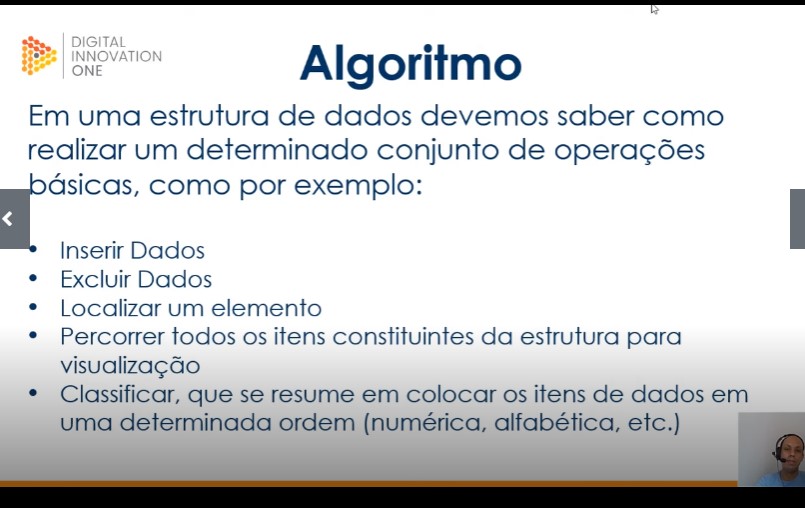 DIGITAL
INNOVATION
ONE
Algoritmo
Em uma estrutura de dados devemos saber como
realizar um determinado conjunto de operações
básicas, como por exemplo:
• Inserir Dados
• Excluir Dados
• Localizar um elemento
• Percorrer todos os itens constituintes da estrutura para
visualização
• Classificar, que se resume em colocar os itens de dados em
uma determinada ordem (numérica, alfabética, etc.)